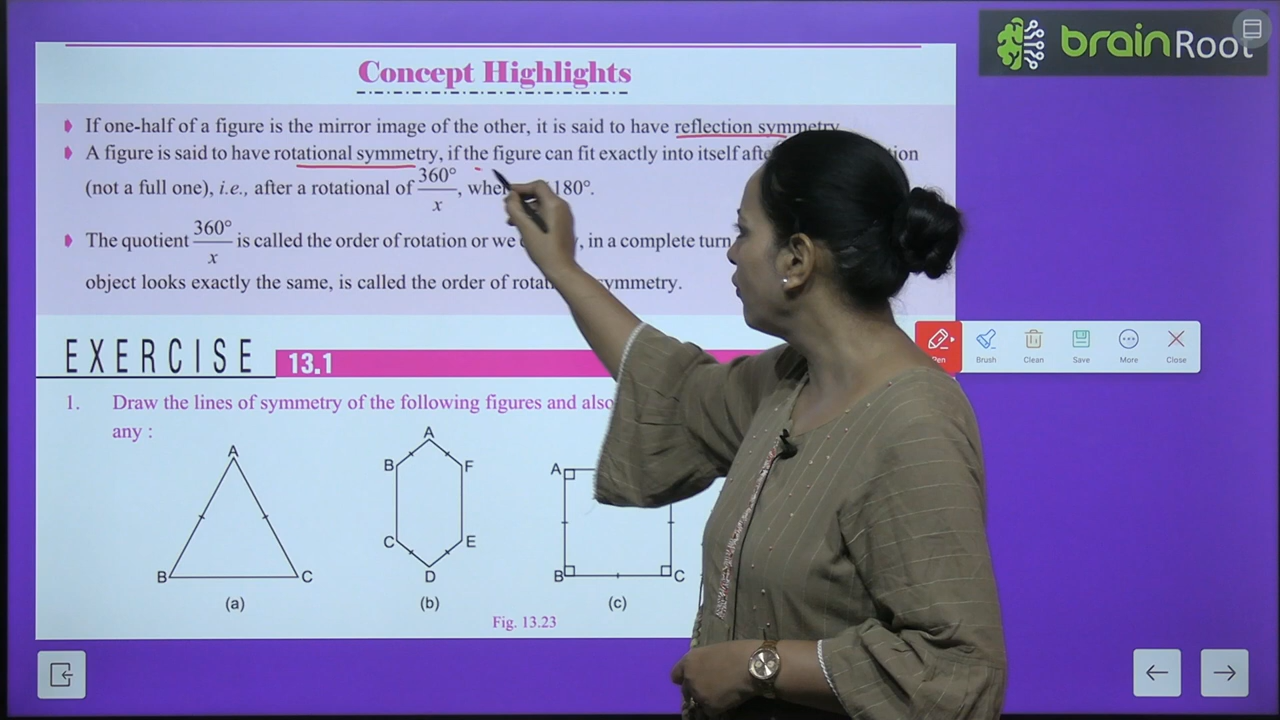 brainRoot
Concept Highlights
If one-half of a figure is the mirror image of the other, it is said to have reflection symmetry.
A figure is said to have rotational symmetry, if the figure can fit exactly into itself
(not a full one), i.e., after a rotational of 360°/x, 180°.
The quotient 360°/x is called the order of rotation or we in a complete turn
object looks exactly the same, is called the order of symmetry.
EXERCISE 13.1
1. Draw the lines of symmetry of the following figures and also
any :
A B C
A B F C E D
A B C
(a) (b) (c)
Fig. 13.23
Pen Brush Clean Save More Close